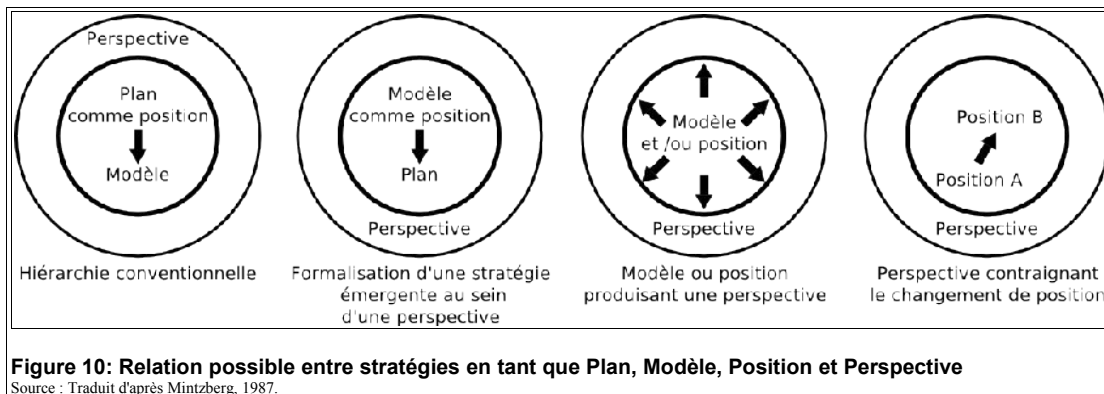 Perspective
Plan
comme position
Modèle
Hiérarchie conventionnelle
Modèle
comme position
Plan
Perspective
Formalisation d'une stratégie
émergente au sein
d'une perspective
Modèle
et /ou position
Perspective
Modèle ou position
produisant une perspective
Position B
Position A
Perspective
Perspective contraignant
le changement de position
Figure 10: Relation possible entre stratégies en tant que Plan, Modèle, Position et Perspective
Source : Traduit d'après Mintzberg, 1987.